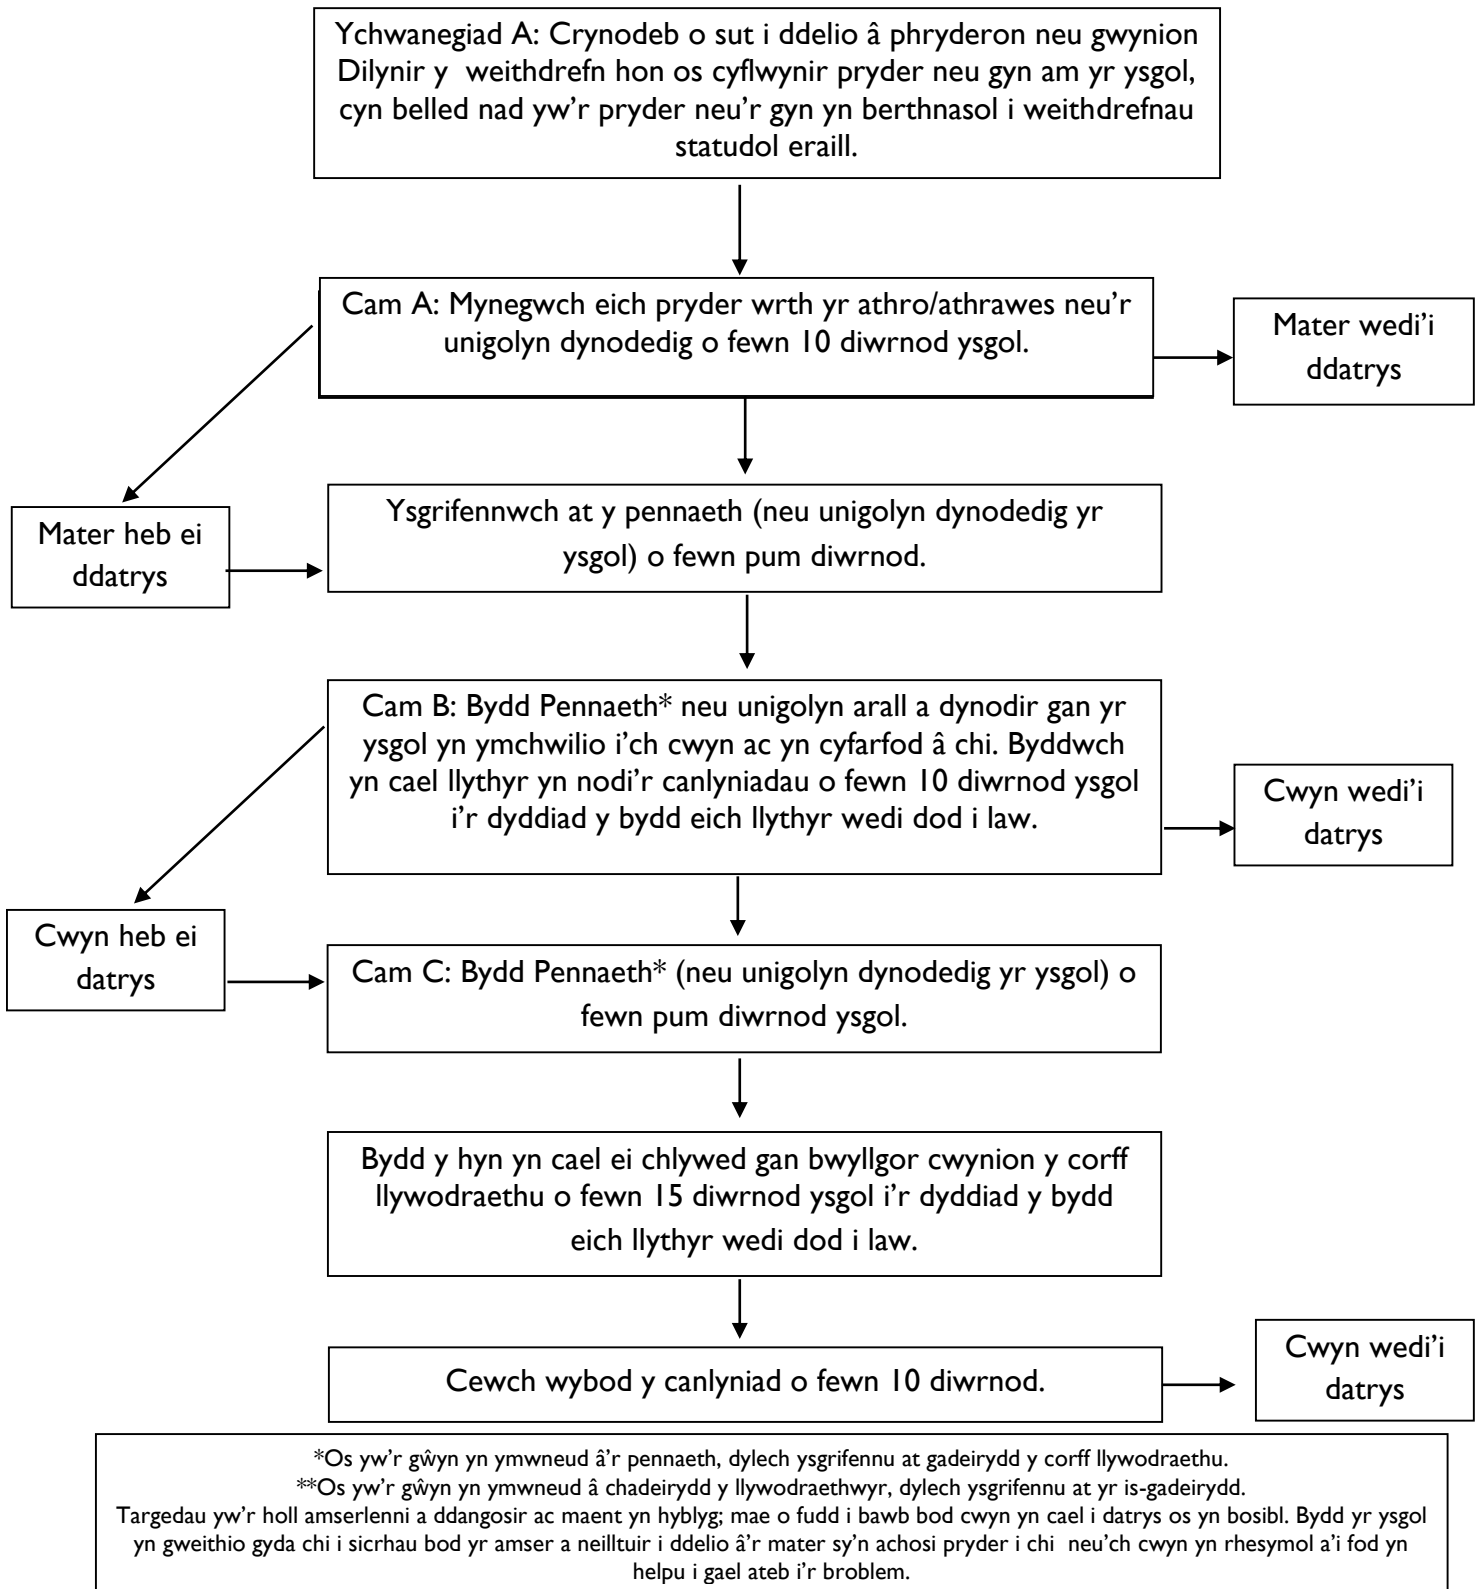 Ychwanegiad A: Crynodeb o sut i ddelio â phryderon neu gwynion
Dilynir y weithdrefn hon os cyflwynir pryder neu gyn am yr ysgol,
cyn belled nad yw'r pryder neu'r gyn yn berthnasol i weithdrefnau
statudol eraill.
Cam A: Mynegwch eich pryder wrth yr athro/athrawes neu'r
unigolyn dynodedig o fewn 10 diwrnod ysgol.
Mater wedi'i
ddatrys
Mater heb ei
ddatrys
Ysgrifennwch at y pennaeth (neu unigolyn dynodedig yr
ysgol) o fewn pum diwrnod.
Cam B: Bydd Pennaeth* neu unigolyn arall a dynodir gan yr
ysgol yn ymchwilio i'ch cwyn ac yn cyfarfod â chi. Byddwch
yn cael llythyr yn nodi'r canlyniadau o fewn 10 diwrnod ysgol
i'r dyddiad y bydd eich llythyr wedi dod i law.
Cwyn wedi'i
datrys
Cwyn heb ei
datrys
Cam C: Bydd Pennaeth* (neu unigolyn dynodedig yr ysgol) o
fewn pum diwrnod ysgol.
Bydd y hyn yn cael ei chlywed gan bwyllgor cwynion y corff
llywodraethu o fewn 15 diwrnod ysgol i'r dyddiad y bydd
eich llythyr wedi dod i law.
Cewch wybod y canlyniad o fewn 10 diwrnod.
Cwyn wedi'i
datrys
*Os yw'r gŵyn yn ymwneud â'r pennaeth, dylech ysgrifennu at gadeirydd y corff llywodraethu.
**Os yw'r gŵyn yn ymwneud â chadeirydd y llywodraethwyr, dylech ysgrifennu at yr is-gadeirydd.
Targedau yw'r holl amserlenni a ddangosir ac maent yn hyblyg; mae o fudd i bawb bod cwyn yn cael i datrys os yn bosibl. Bydd yr ysgol
yn gweithio gyda chi i sicrhau bod yr amser a neilltuir i ddelio â'r mater sy'n achosi pryder i chi neu'ch cwyn yn rhesymol a'i fod yn
helpu i gael ateb i'r broblem.